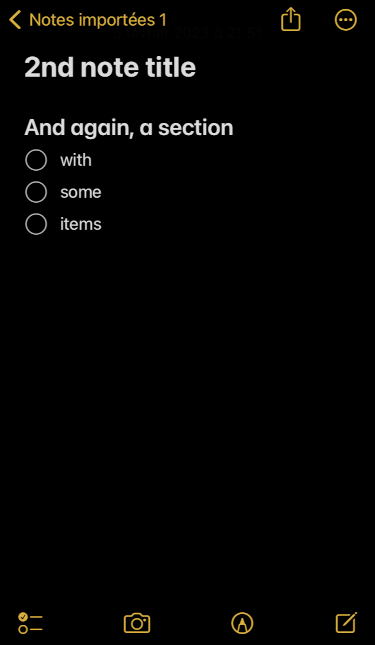 Notes importées 1
2nd note title
And again, a section
with
some
items